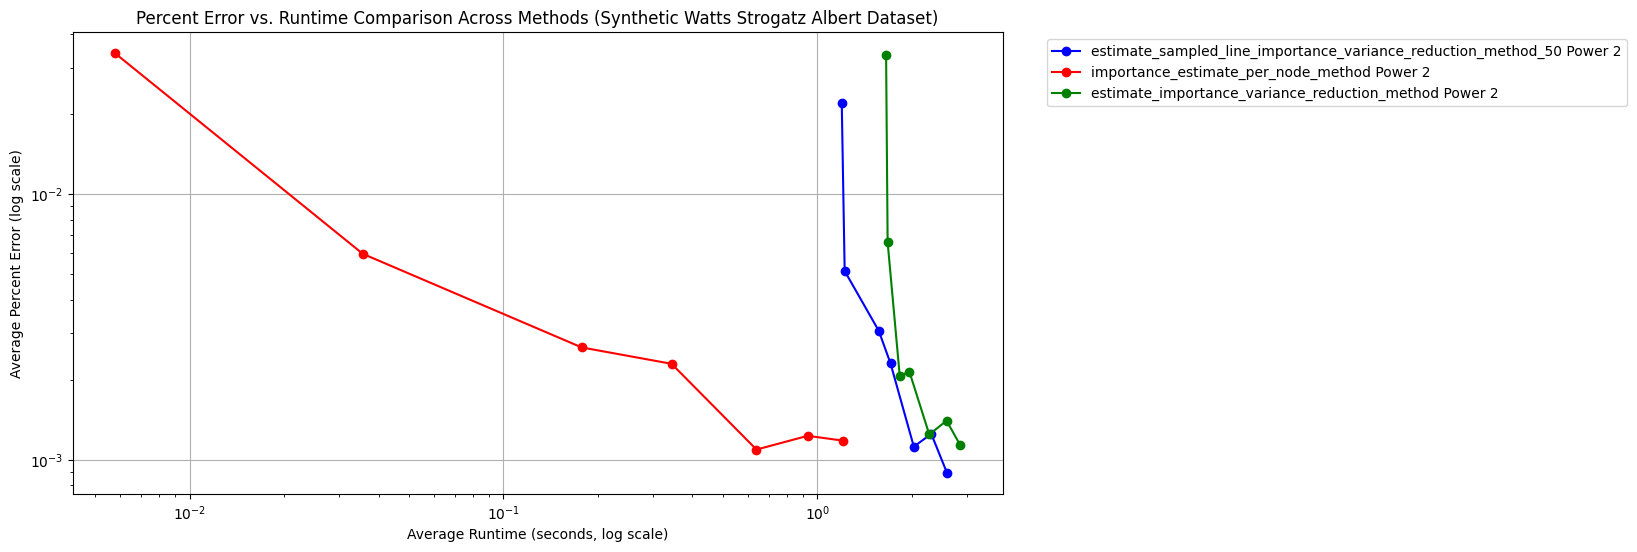 Percent Error vs. Runtime Comparison Across Methods (Synthetic Watts Strogatz Albert Dataset)
estimate_sampled_line_importance_variance_reduction_method_50 Power 2
importance_estimate_per_node_method Power 2
estimate_importance_variance_reduction_method Power 2
Average Percent Error (log scale)
10⁻²
10⁻³
10⁻² 10⁻¹ 10⁰
Average Runtime (seconds, log scale)